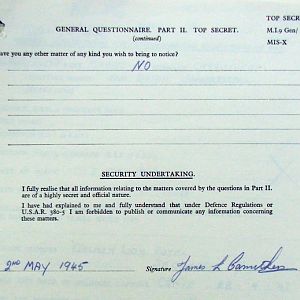 TOP SECRE
GENERAL QUESTIONNAIRE. PART II. TOP SECRET.
M.I.9 Gen/
(continued)
MIS-X
ave you any other matter of any kind you wish to bring to notice?
NO
SECURITY UNDERTAKING.
I fully realise that all information relating to the matters covered by the questions in Part II.
are of a highly secret and official nature.
I have had explained to me and fully understand that under Defence Regulations or
U.S.A.R. 380-5 I am forbidden to publish or communicate any information concerning
these matters.
2ND MAY 1945 Signature James L